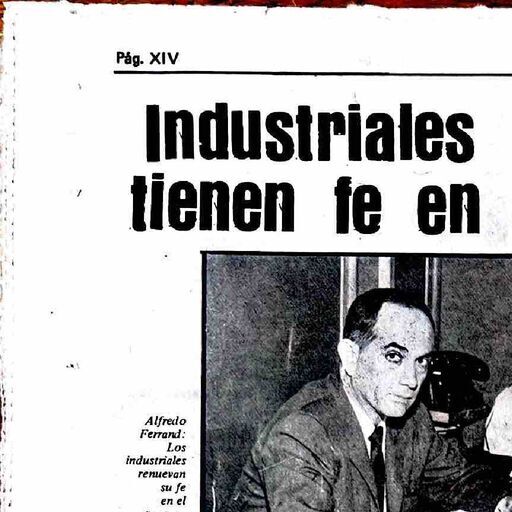 Pág. XIV
Industriales
tienen fe en
Alfredo
Ferrand:
Los
industriales
renuevan
su fe
en el